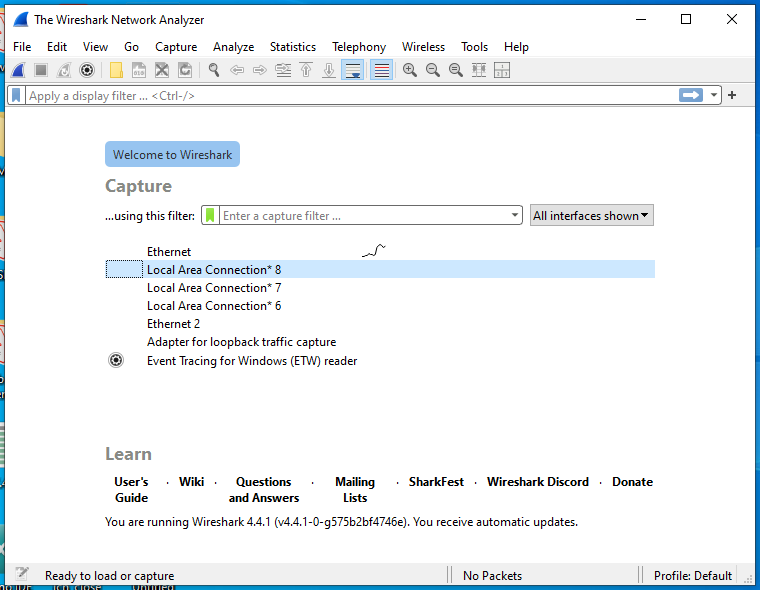 The Wireshark Network Analyzer
File Edit View Go Capture Analyze Statistics Telephony Wireless Tools Help
Apply a display filter ... <Ctrl-/>
Welcome to Wireshark
Capture
...using this filter: Enter a capture filter ... All interfaces shown
Ethernet
Local Area Connection* 8
Local Area Connection* 7
Local Area Connection* 6
Ethernet 2
Adapter for loopback traffic capture
Event Tracing for Windows (ETW) reader
Learn
User's Guide · Wiki · Questions and Answers · Mailing Lists · SharkFest · Wireshark Discord · Donate
You are running Wireshark 4.4.1 (v4.4.1-0-g575b2bf4746e). You receive automatic updates.
Ready to load or capture No Packets Profile: Default